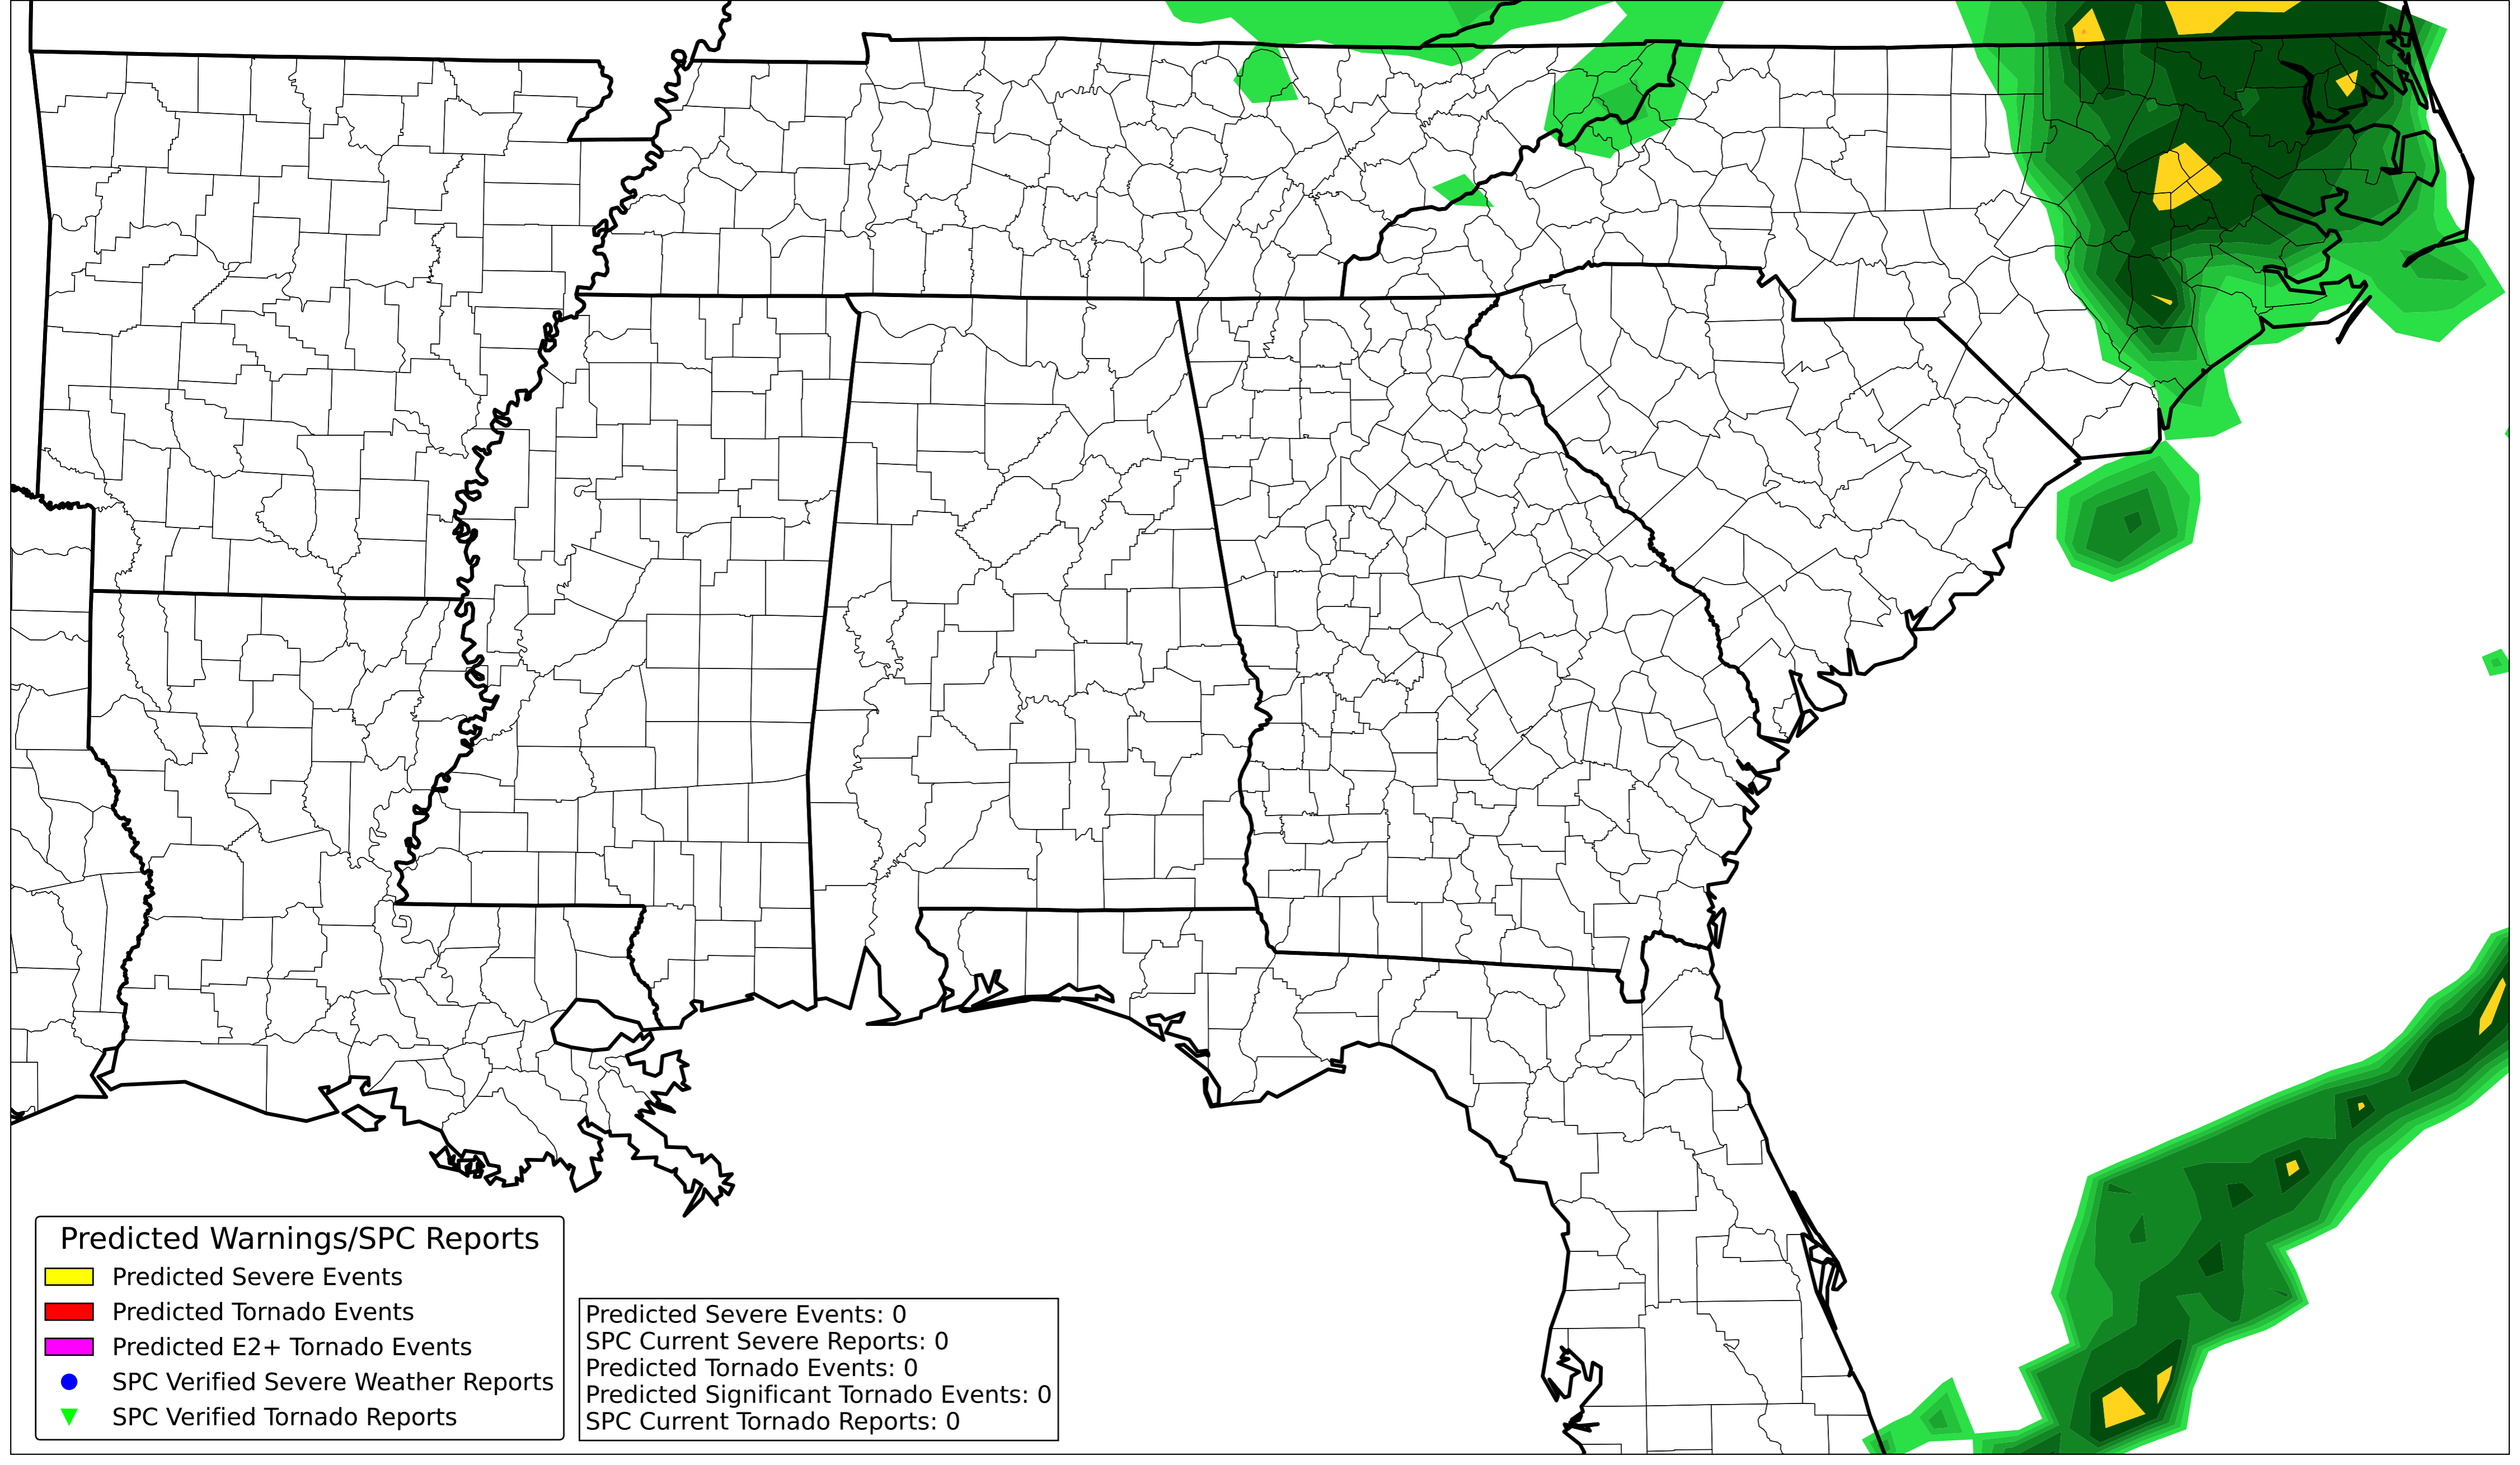 Predicted Warnings/SPC Reports
Predicted Severe Events
Predicted Tornado Events
Predicted E2+ Tornado Events
SPC Verified Severe Weather Reports
SPC Verified Tornado Reports
Predicted Severe Events: 0
SPC Current Severe Reports: 0
Predicted Tornado Events: 0
Predicted Significant Tornado Events: 0
SPC Current Tornado Reports: 0